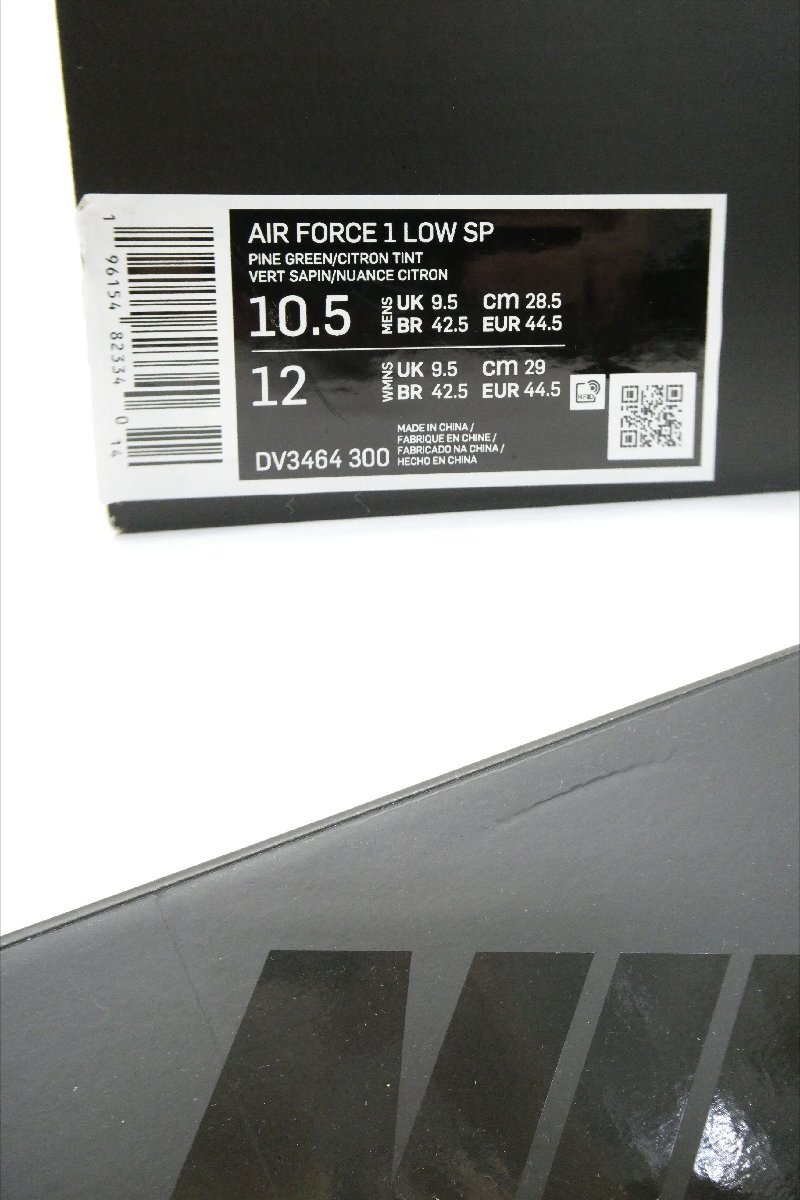 1 96154 82334 0 14
AIR FORCE 1 LOW SP
PINE GREEN/CITRON TINT
VERT SAPIN/NUANCE CITRON
10.5 MENS UK 9.5 cm 28.5
BR 42.5 EUR 44.5
12 WMNS UK 9.5 cm 29
BR 42.5 EUR 44.5
RFID
MADE IN CHINA /
FABRIQUE EN CHINE /
FABRICADO NA CHINA /
HECHO EN CHINA
DV3464 300